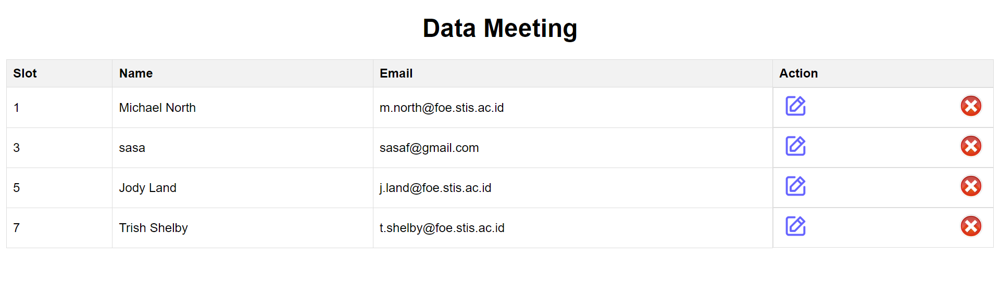 Data Meeting
Slot Name Email Action
1 Michael North m.north@foe.stis.ac.id
3 sasa sasaf@gmail.com
5 Jody Land j.land@foe.stis.ac.id
7 Trish Shelby t.shelby@foe.stis.ac.id